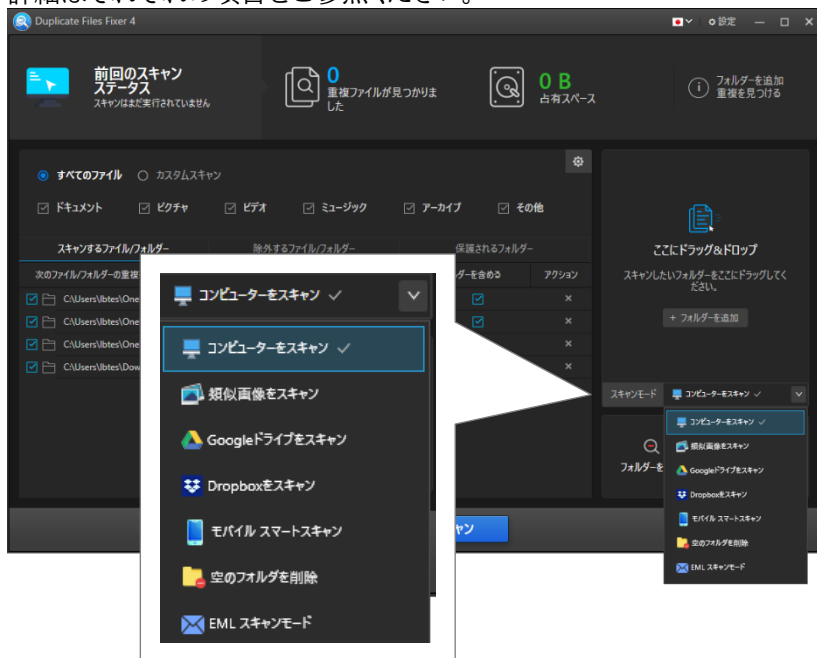 Duplicate Files Fixer 4
設定
前回のスキャン
ステータス
スキャンはまだ実行されていません
0
重複ファイルが見つかりま
した
0 B
占有スペース
フォルダーを追加
重複を見つける
すべてのファイル
カスタムスキャン
ドキュメント
ピクチャ
ビデオ
ミュージック
アーカイブ
その他
スキャンするファイル/フォルダー
除外するファイル/フォルダー
保護されるフォルダー
次のファイル/フォルダーの重複
ダーを含める
アクション
C:\Users\lbtes\One
C:\Users\lbtes\One
C:\Users\lbtes\One
C:\Users\lbtes\Dow
コンピューターをスキャン
コンピューターをスキャン
類似画像をスキャン
Googleドライブをスキャン
Dropboxをスキャン
モバイル スマートスキャン
空のフォルダを削除
EML スキャンモード
ャン
ここにドラッグ&ドロップ
スキャンしたいフォルダーをここにドラッグしてく
ださい。
+ フォルダーを追加
スキャンモード
コンピューターをスキャン
コンピューターをスキャン
類似画像をスキャン
Googleドライブをスキャン
Dropboxをスキャン
モバイル スマートスキャン
空のフォルダを削除
EML スキャンモード
フォルダーを